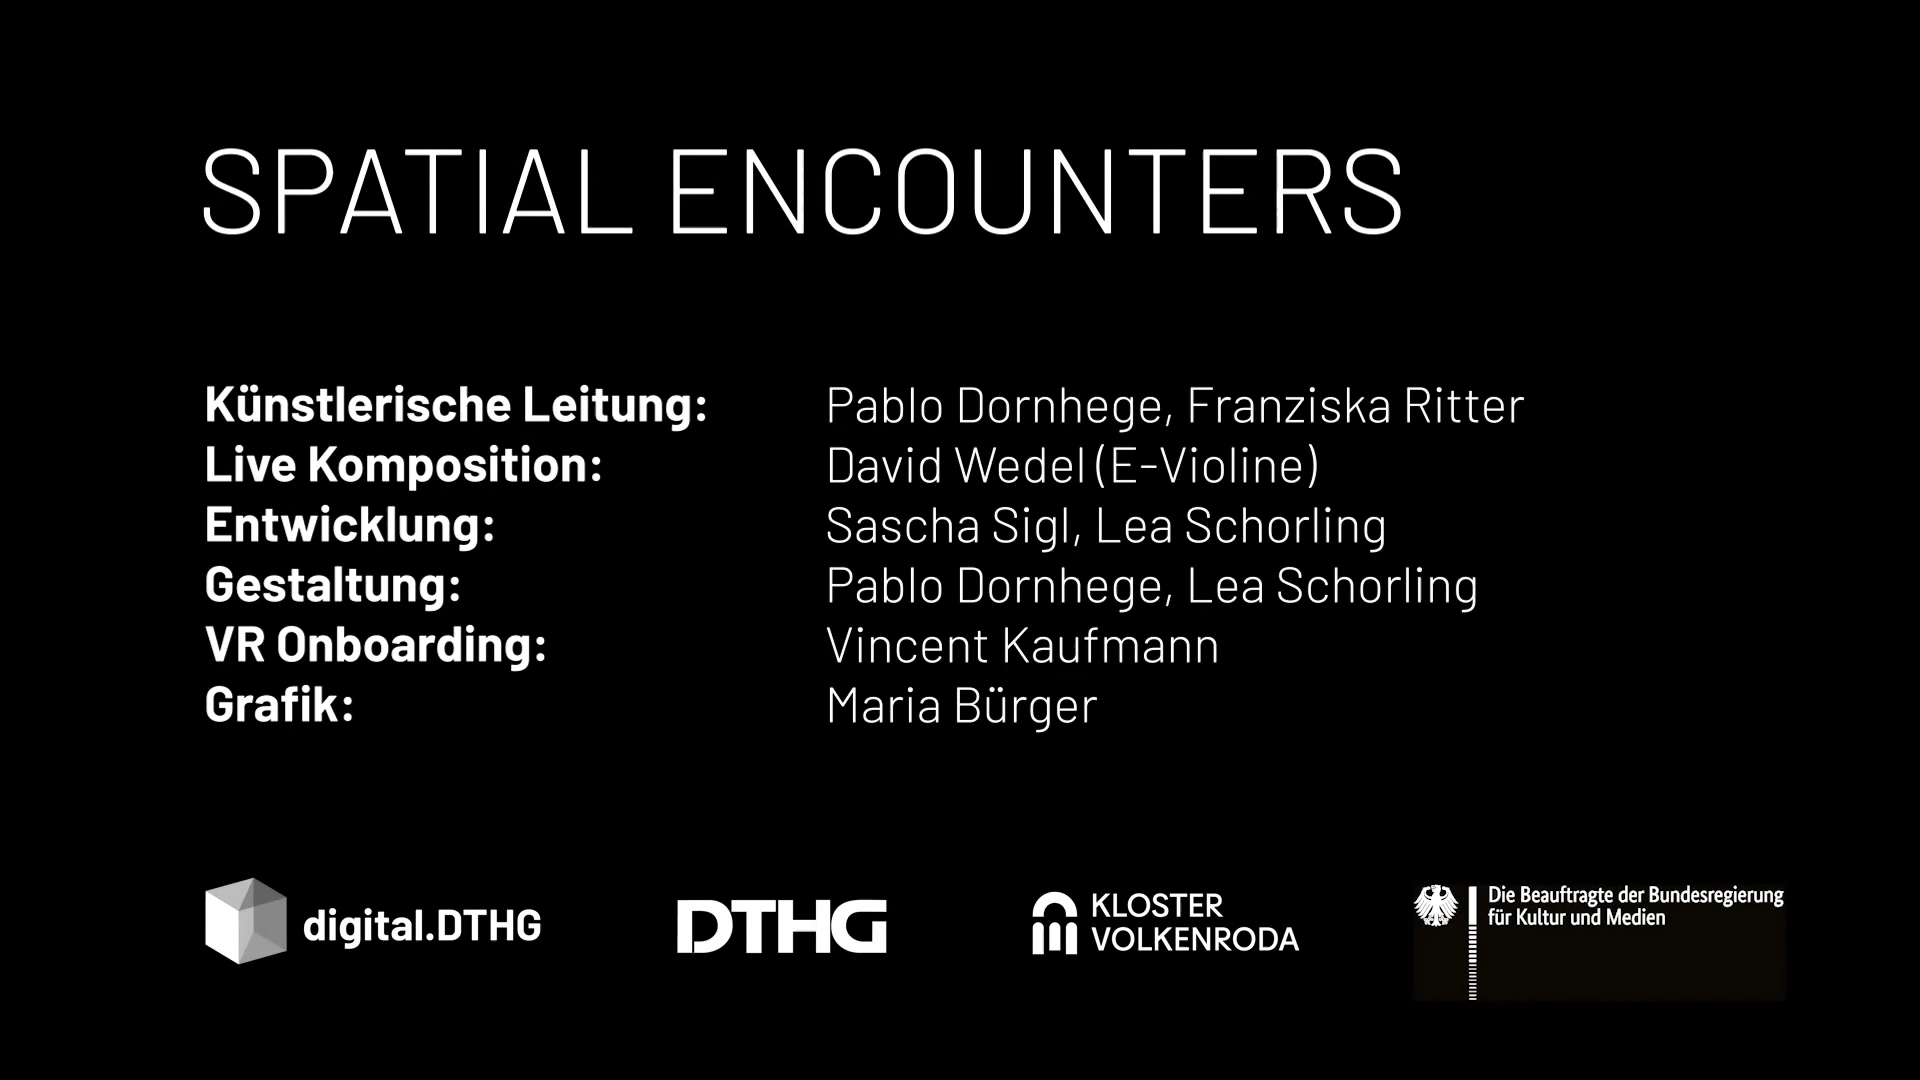 SPATIAL ENCOUNTERS
Künstlerische Leitung: Pablo Dornhege, Franziska Ritter
Live Komposition: David Wedel (E-Violine)
Entwicklung: Sascha Sigl, Lea Schorling
Gestaltung: Pablo Dornhege, Lea Schorling
VR Onboarding: Vincent Kaufmann
Grafik: Maria Bürger
digital.DTHG
DTHG
KLOSTER
VOLKENRODA
Die Beauftragte der Bundesregierung
für Kultur und Medien